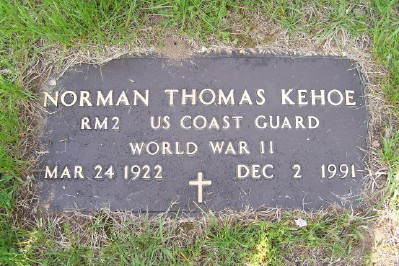 NORMAN THOMAS KEHOE
RM2 US COAST GUARD
WORLD WAR II
MAR 24 1922 DEC 2 1991